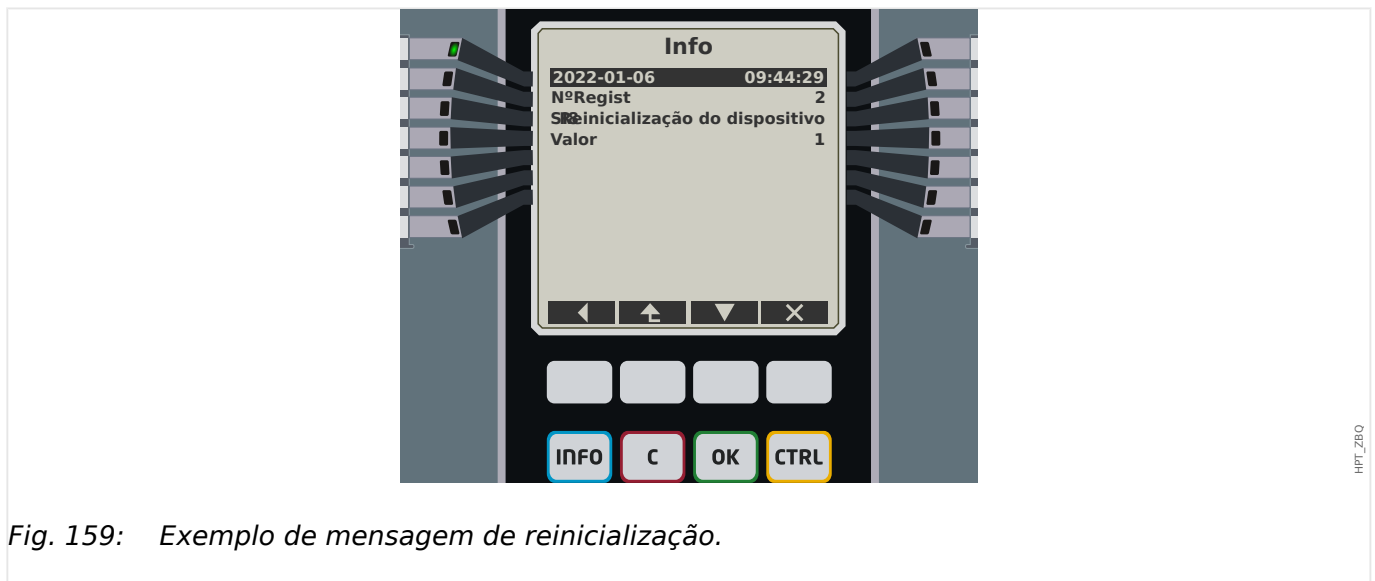 Info
2022-01-06 09:44:29
NºRegist 2
Reinicialização do dispositivo
Valor 1
INFO C OK CTRL
HPT_ZBQ
Fig. 159: Exemplo de mensagem de reinicialização.